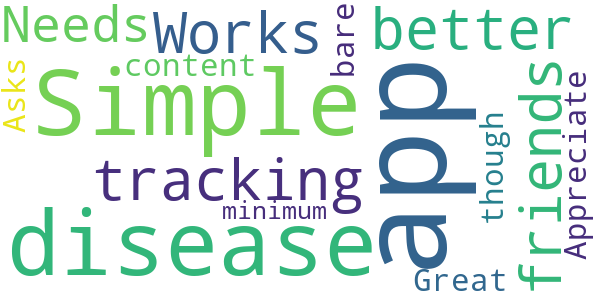 Needs
Works
bare
better
Asks
content
Simple
app
friends
Appreciate
though
tracking
minimum
disease
Great